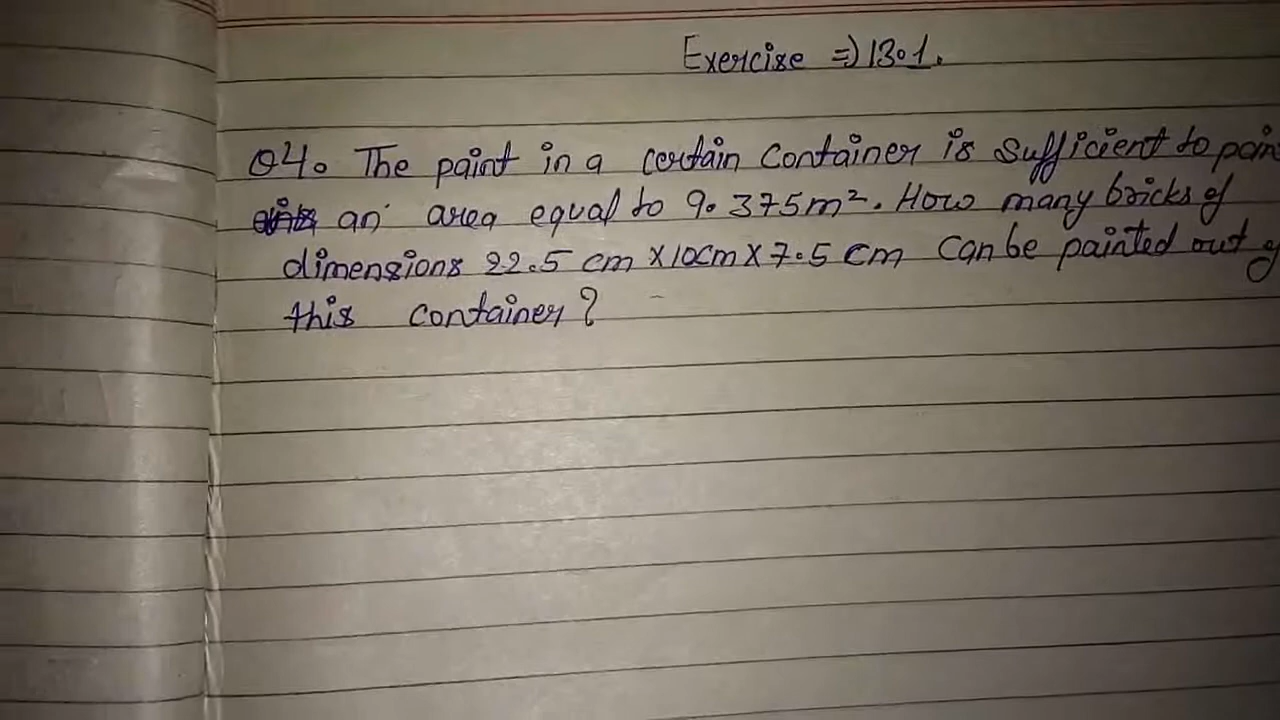 Exercise => 13.1.
Q4. The paint in a certain container is sufficient to pain
an area equal to 9.375m². How many bricks of
dimensions 22.5 cm x 10cm x 7.5 cm can be painted out of
this container?